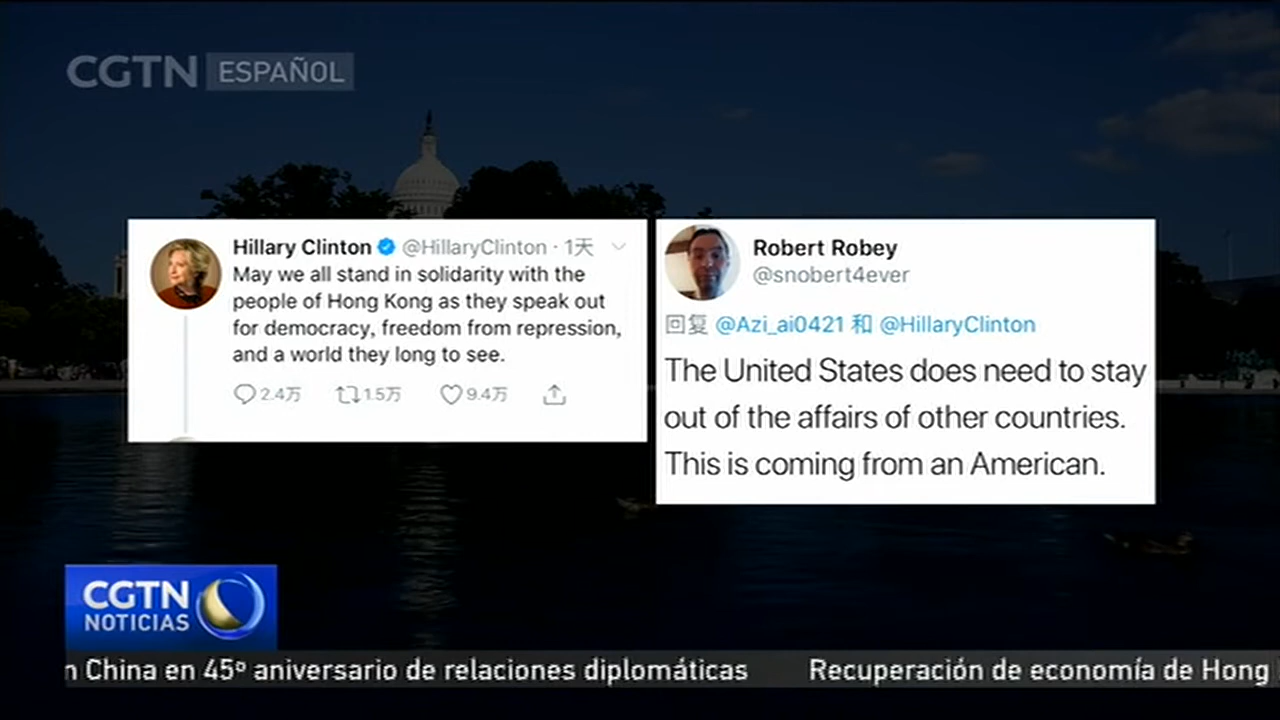 CGTN ESPAÑOL
Hillary Clinton @HillaryClinton · 1天
May we all stand in solidarity with the
people of Hong Kong as they speak out
for democracy, freedom from repression,
and a world they long to see.
2.4万 1.5万 9.4万
Robert Robey
@snobert4ever
回复 @Azi_ai0421 和 @HillaryClinton
The United States does need to stay
out of the affairs of other countries.
This is coming from an American.
CGTN
NOTICIAS
n China en 45º aniversario de relaciones diplomáticas Recuperación de economía de Hong